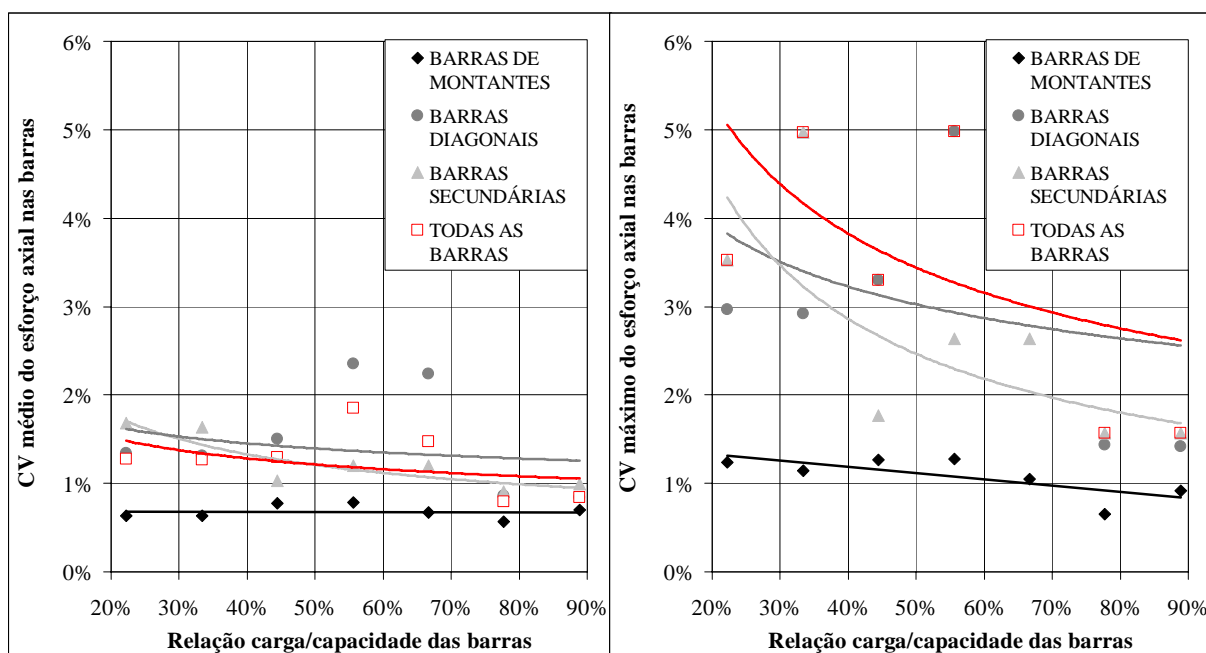 CV médio do esforço axial nas barras
6%
5%
4%
3%
2%
1%
0%
20% 30% 40% 50% 60% 70% 80% 90%
Relação carga/capacidade das barras
BARRAS DE
MONTANTES
BARRAS
DIAGONAIS
BARRAS
SECUNDÁRIAS
TODAS AS
BARRAS
CV máximo do esforço axial nas barras
6%
5%
4%
3%
2%
1%
0%
20% 30% 40% 50% 60% 70% 80% 90%
Relação carga/capacidade das barras
BARRAS DE
MONTANTES
BARRAS
DIAGONAIS
BARRAS
SECUNDÁRIAS
TODAS AS
BARRAS